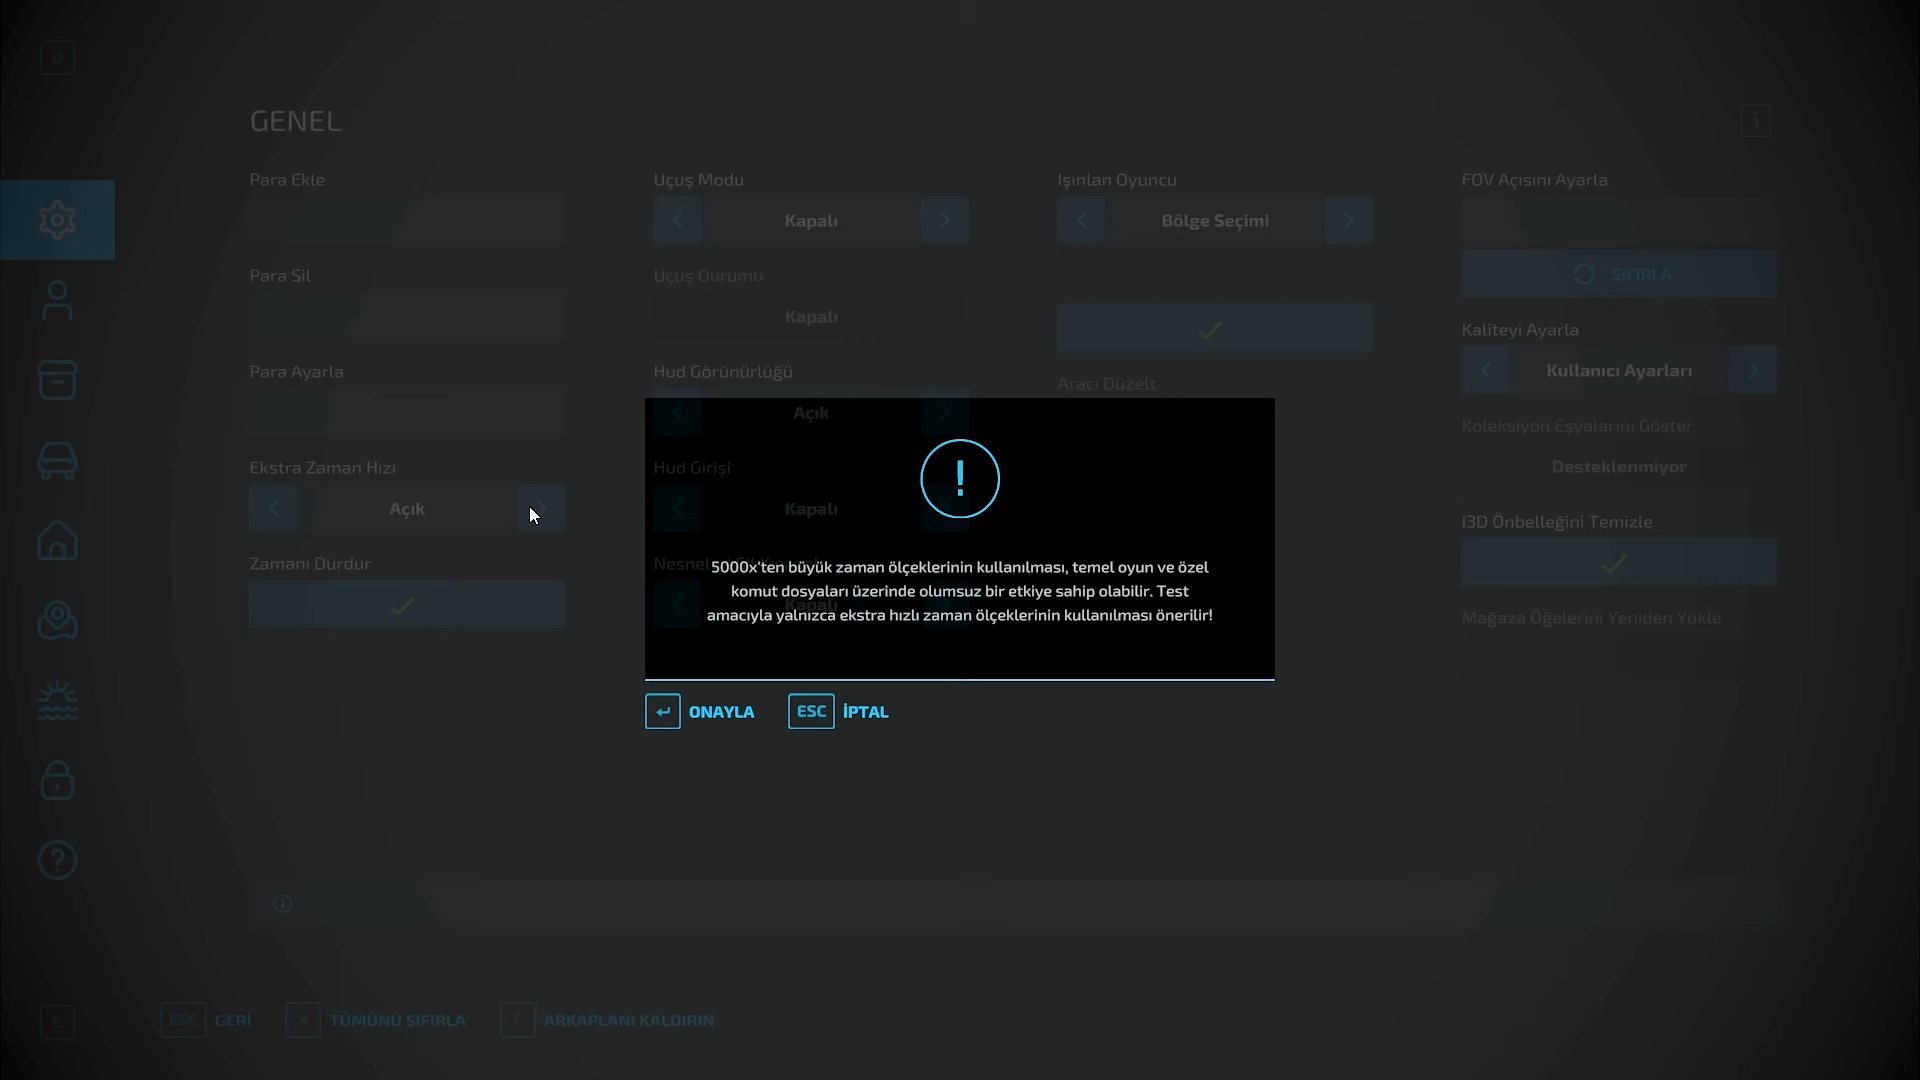 Q
GENEL
i
Para Ekle
Para Sil
Para Ayarla
Ekstra Zaman Hızı
Açık
Zamanı Durdur
Uçuş Modu
Kapalı
Uçuş Durumu
Kapalı
Hud Görünürlüğü
Açık
Hud Girişi
Kapalı
Kapalı
Işınlan Oyuncu
Bölge Seçimi
Aracı Düzelt
FOV Açısını Ayarla
SIFIRLA
Kaliteyi Ayarla
Kullanıcı Ayarları
Koleksiyon Eşyalarını Göster
Desteklenmiyor
I3D Önbelleğini Temizle
Mağaza Öğelerini Yeniden Yükle
!
5000x'ten büyük zaman ölçeklerinin kullanılması, temel oyun ve özel
komut dosyaları üzerinde olumsuz bir etkiye sahip olabilir. Test
amacıyla yalnızca ekstra hızlı zaman ölçeklerinin kullanılması önerilir!
ONAYLA ESC İPTAL
E ESC GERİ X TÜMÜNÜ SIFIRLA C ARKAPLANI KALDIRIN